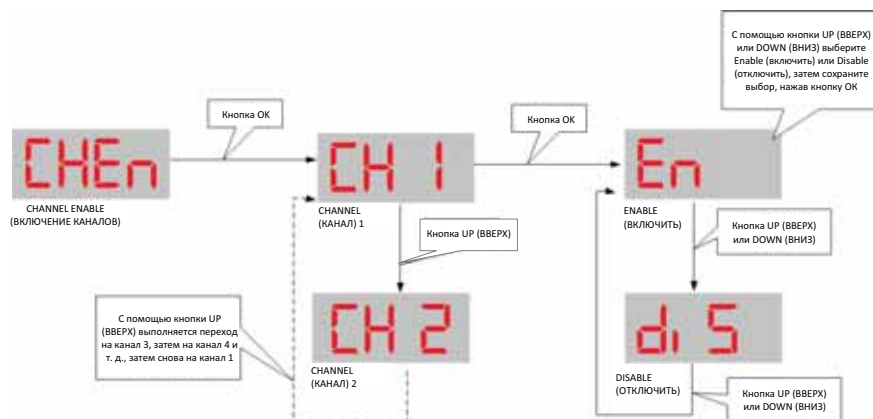 С помощью кнопки UP (ВВЕРХ)
или DOWN (ВНИЗ) выберите
Enable (включить) или Disable
(отключить), затем сохраните
выбор, нажав кнопку ОК
Кнопка OK
Кнопка OK
CHEn
CH 1
En
CHANNEL ENABLE
(ВКЛЮЧЕНИЕ КАНАЛОВ)
CHANNEL
(КАНАЛ) 1
ENABLE
(ВКЛЮЧИТЬ)
Кнопка UP (ВВЕРХ)
Кнопка UP (ВВЕРХ)
или DOWN (ВНИЗ)
С помощью кнопки UP
(ВВЕРХ) выполняется переход
на канал 3, затем на канал 4 и
т. д., затем снова на канал 1
CH 2
di S
CHANNEL
(КАНАЛ) 2
DISABLE
(ОТКЛЮЧИТЬ)
Кнопка UP (ВВЕРХ)
или DOWN (ВНИЗ)